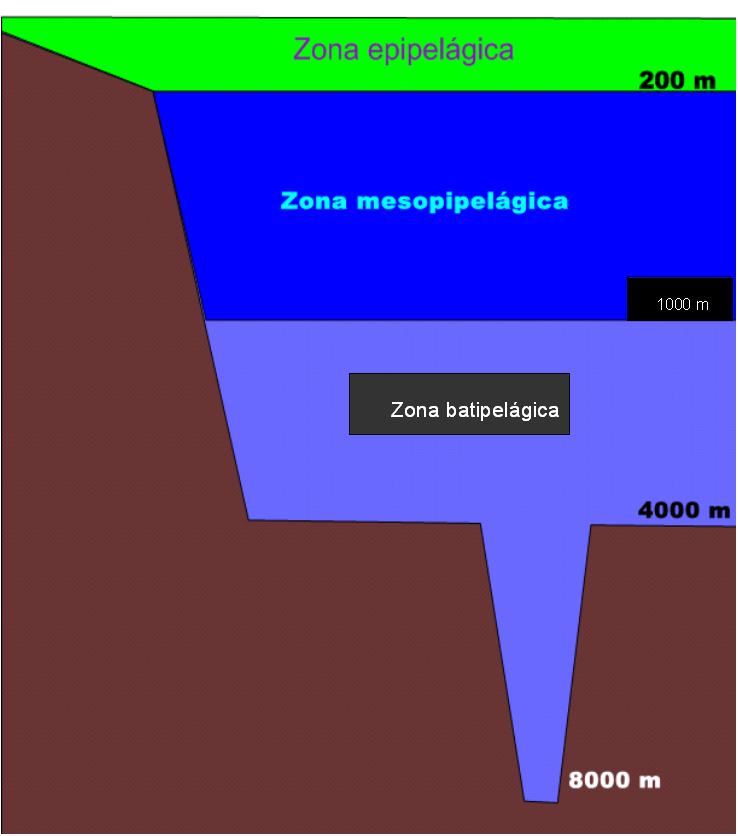 Zona epipelágica
200 m
Zona mesopipelágica
1000 m
Zona batipelágica
4000 m
8000 m